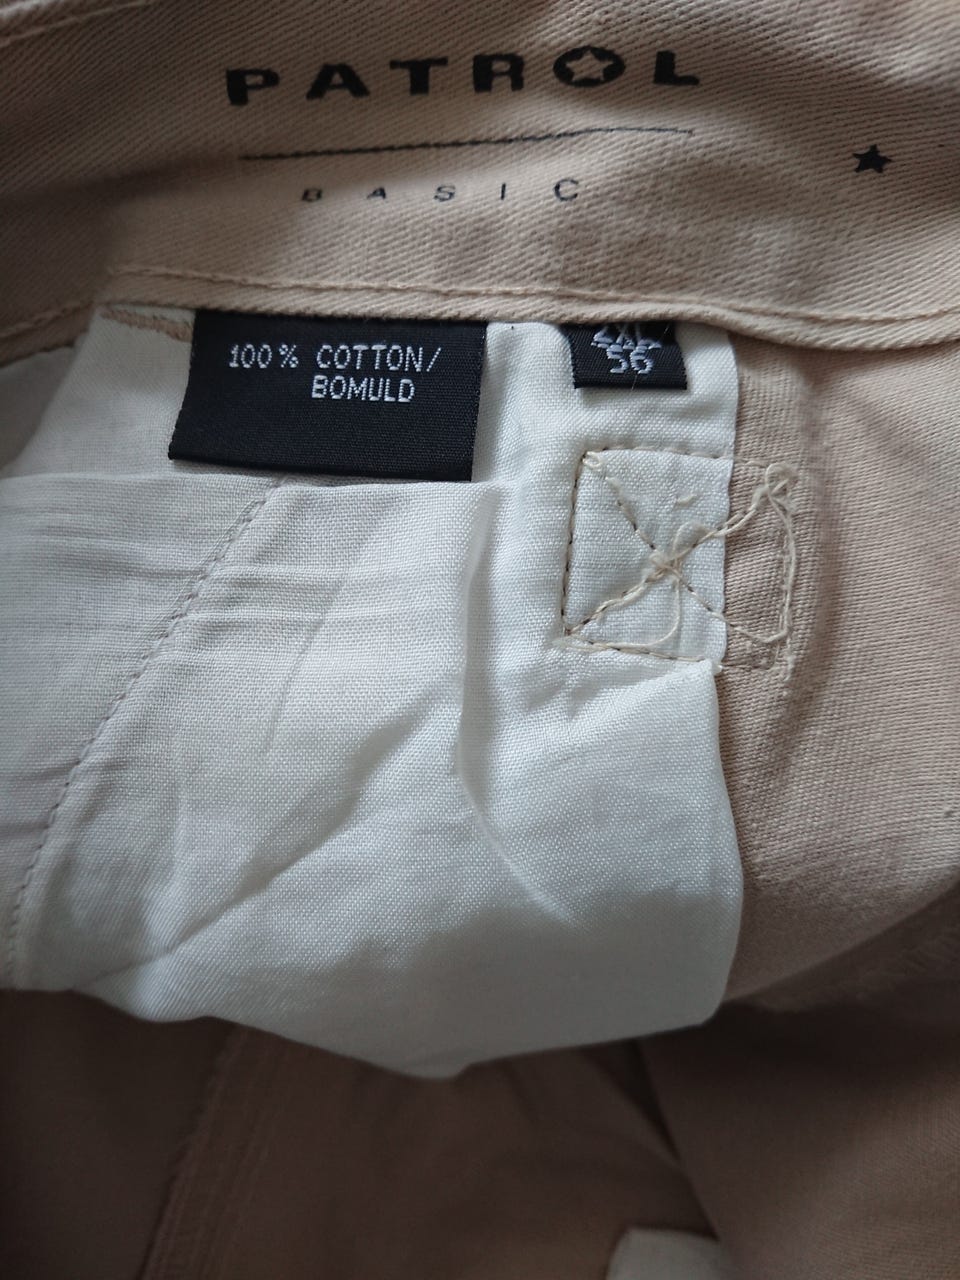 PATROL
BASIC
100% COTTON/
BOMULD
2XL
56